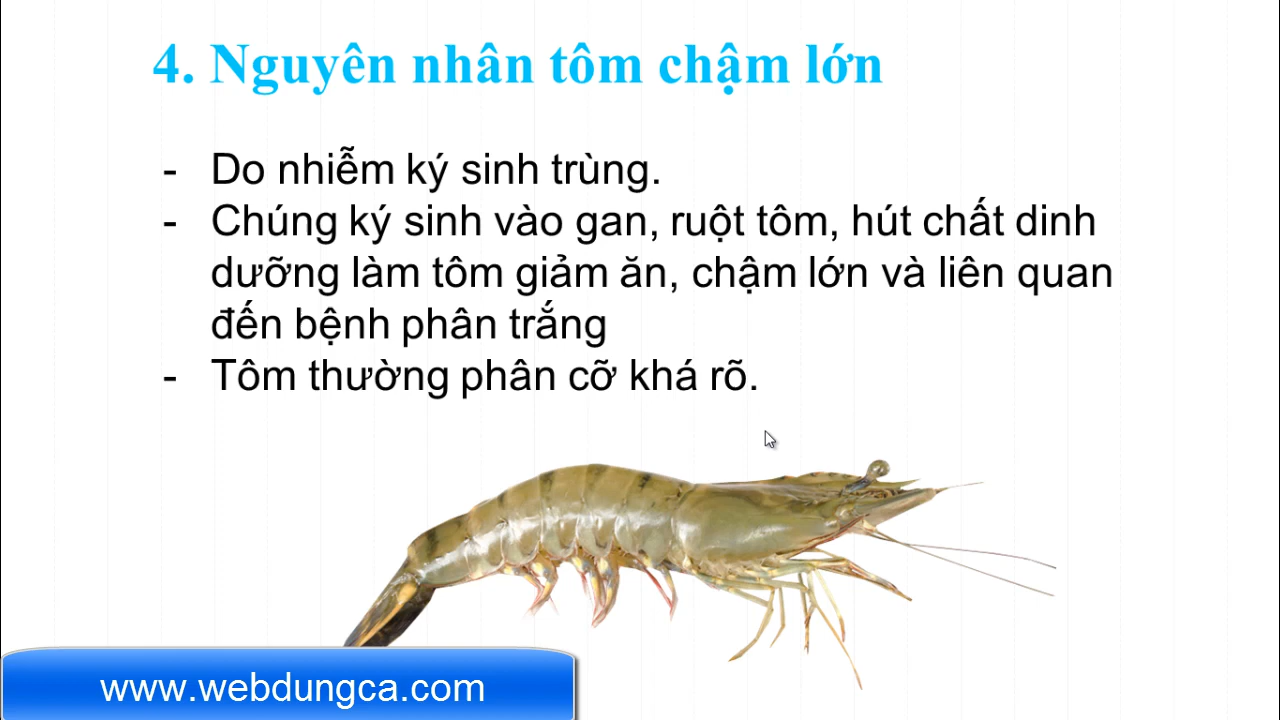 4. Nguyên nhân tôm chậm lớn
- Do nhiễm ký sinh trùng.
- Chúng ký sinh vào gan, ruột tôm, hút chất dinh
dưỡng làm tôm giảm ăn, chậm lớn và liên quan
đến bệnh phân trắng
- Tôm thường phân cỡ khá rõ.
www.webdungca.com